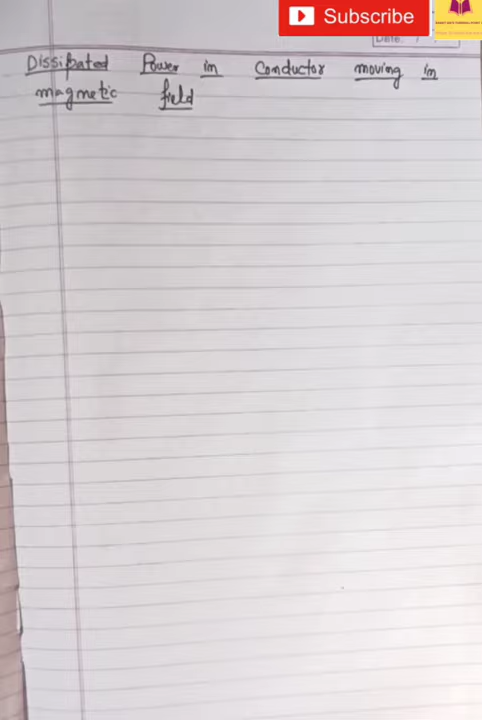 Subscribe
Date: / /
Dissipated Power in Conductor moving in
magnetic field